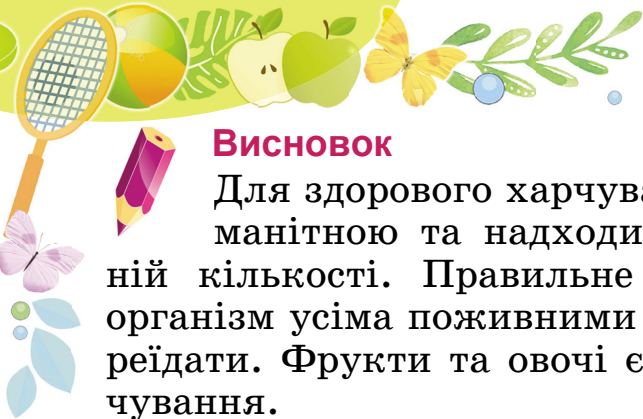 Висновок
Для здорового харчува
манітною та надходи
ній кількості. Правильне
організм усіма поживними
реїдати. Фрукти та овочі є
чування.